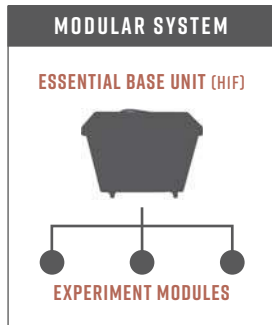 MODULAR SYSTEM
ESSENTIAL BASE UNIT (HIF)
EXPERIMENT MODULES